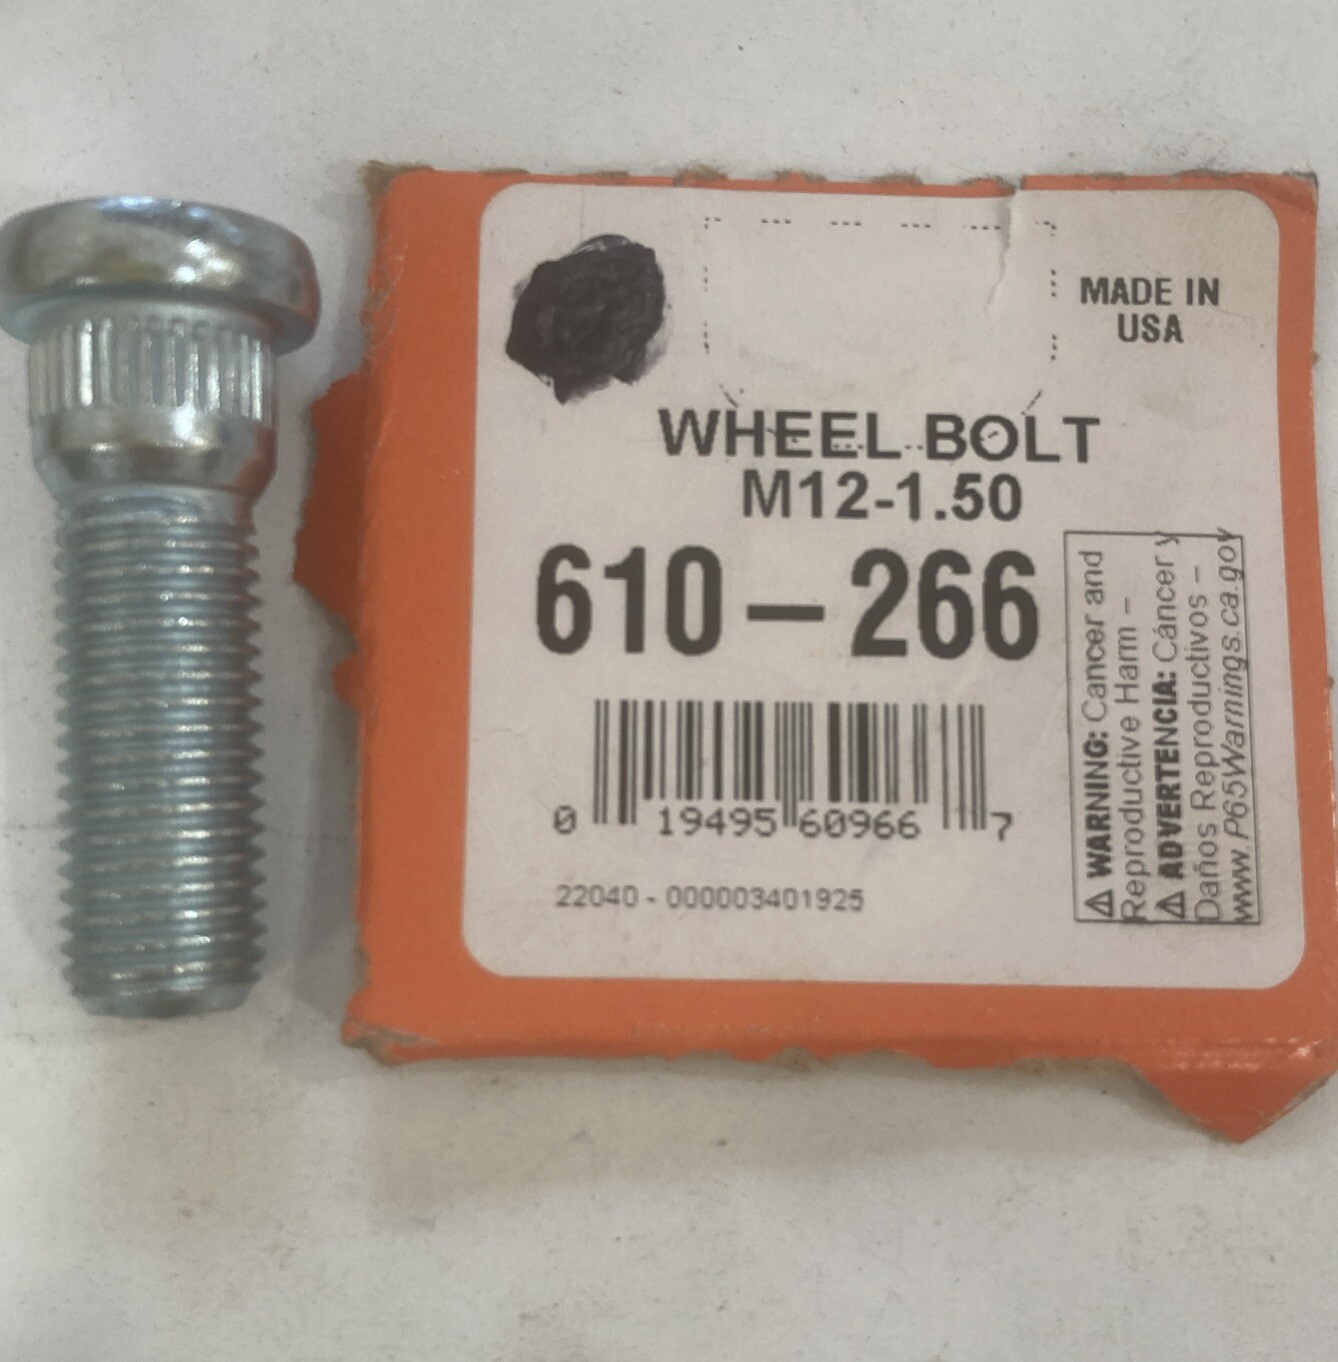 MADE IN
USA
WHEEL BOLT
M12-1.50
610-266
0 19495 60966 7
22040 - 000003401925
⚠ WARNING: Cancer and
Reproductive Harm –
⚠ ADVERTENCIA: Cáncer y
Daños Reproductivos –
www.P65Warnings.ca.gov